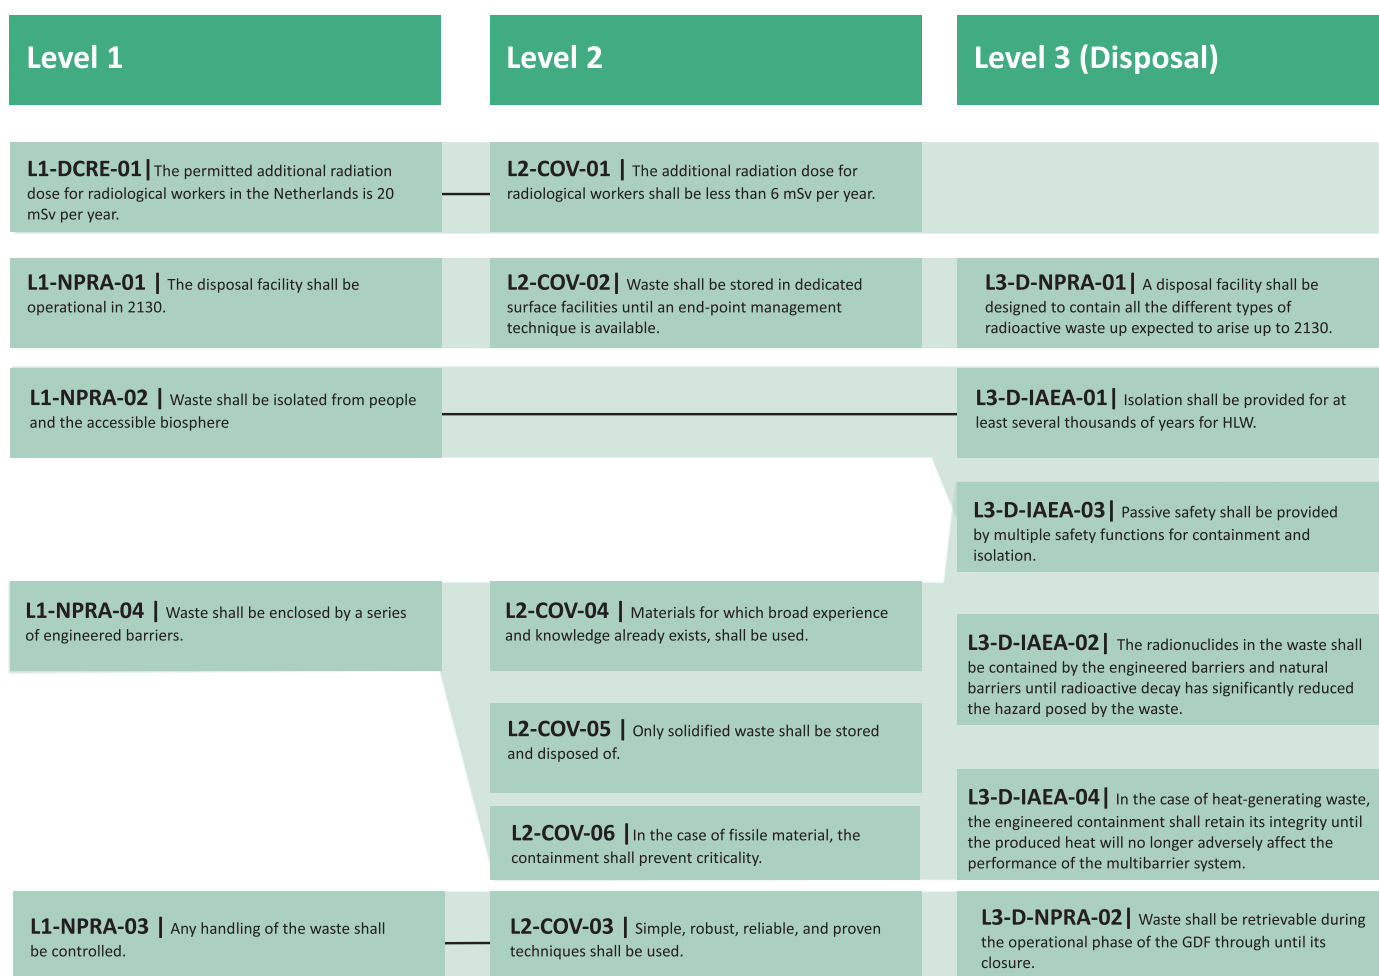 Level 1
Level 2
Level 3 (Disposal)
L1-DCRE-01| The permitted additional radiation
dose for radiological workers in the Netherlands is 20
mSv per year.
L2-COV-01 | The additional radiation dose for
radiological workers shall be less than 6 mSv per year.
L1-NPRA-01 | The disposal facility shall be
operational in 2130.
L2-COV-02| Waste shall be stored in dedicated
surface facilities until an end-point management
technique is available.
L3-D-NPRA-01| A disposal facility shall be
designed to contain all the different types of
radioactive waste up expected to arise up to 2130.
L1-NPRA-02 | Waste shall be isolated from people
and the accessible biosphere
L3-D-IAEA-01| Isolation shall be provided for at
least several thousands of years for HLW.
L3-D-IAEA-03| Passive safety shall be provided
by multiple safety functions for containment and
isolation.
L1-NPRA-04 | Waste shall be enclosed by a series
of engineered barriers.
L2-COV-04 | Materials for which broad experience
and knowledge already exists, shall be used.
L3-D-IAEA-02| The radionuclides in the waste shall
be contained by the engineered barriers and natural
barriers until radioactive decay has significantly reduced
the hazard posed by the waste.
L2-COV-05 | Only solidified waste shall be stored
and disposed of.
L2-COV-06 | In the case of fissile material, the
containment shall prevent criticality.
L3-D-IAEA-04| In the case of heat-generating waste,
the engineered containment shall retain its integrity until
the produced heat will no longer adversely affect the
performance of the multibarrier system.
L1-NPRA-03 | Any handling of the waste shall
be controlled.
L2-COV-03 | Simple, robust, reliable, and proven
techniques shall be used.
L3-D-NPRA-02| Waste shall be retrievable during
the operational phase of the GDF through until its
closure.